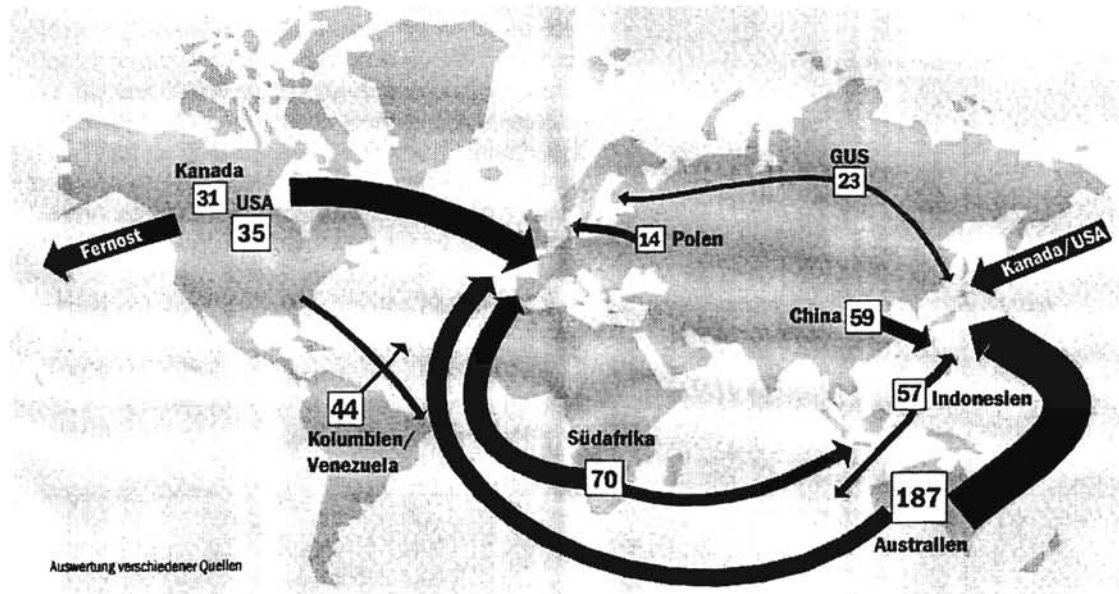 Kanada
31
USA
35
Fernost
GUS
23
14 Polen
Kanada/USA
China 59
57 Indonesien
44
Kolumbien/
Venezuela
Südafrika
70
187
Australien
Auswertung verschiedener Quellen